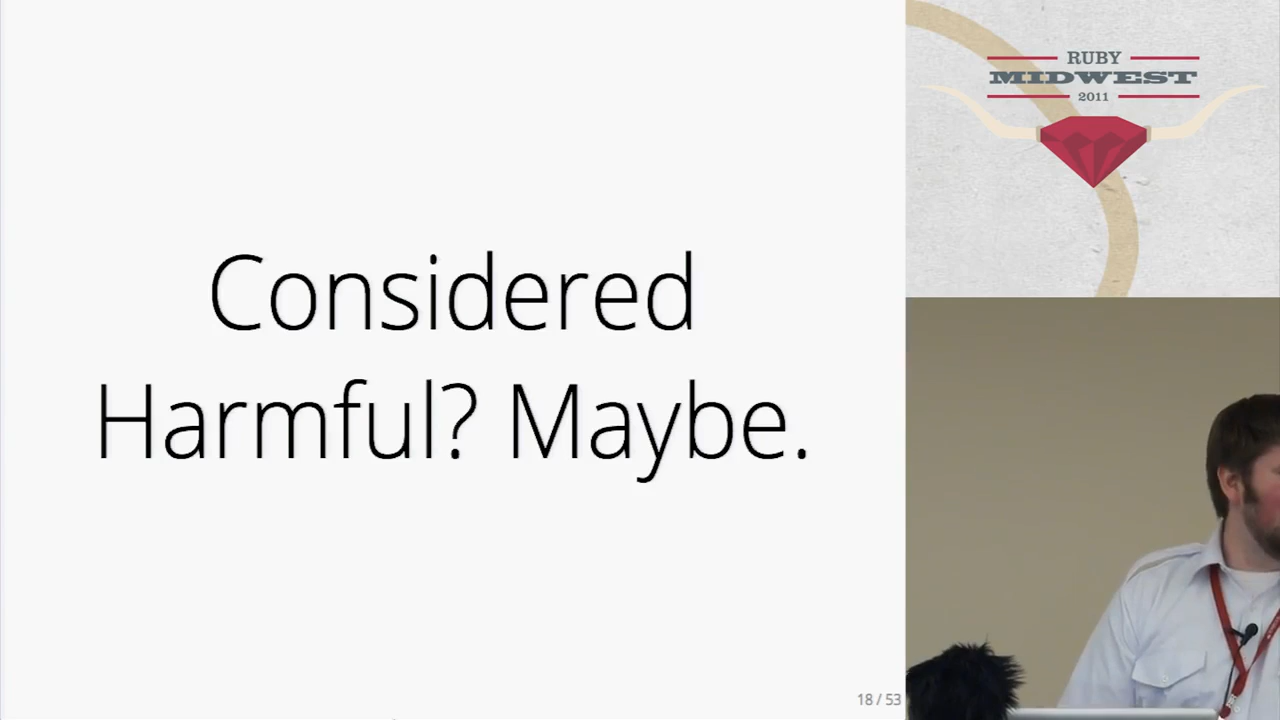 Considered
Harmful? Maybe.
18 / 53
RUBY
MIDWEST
2011